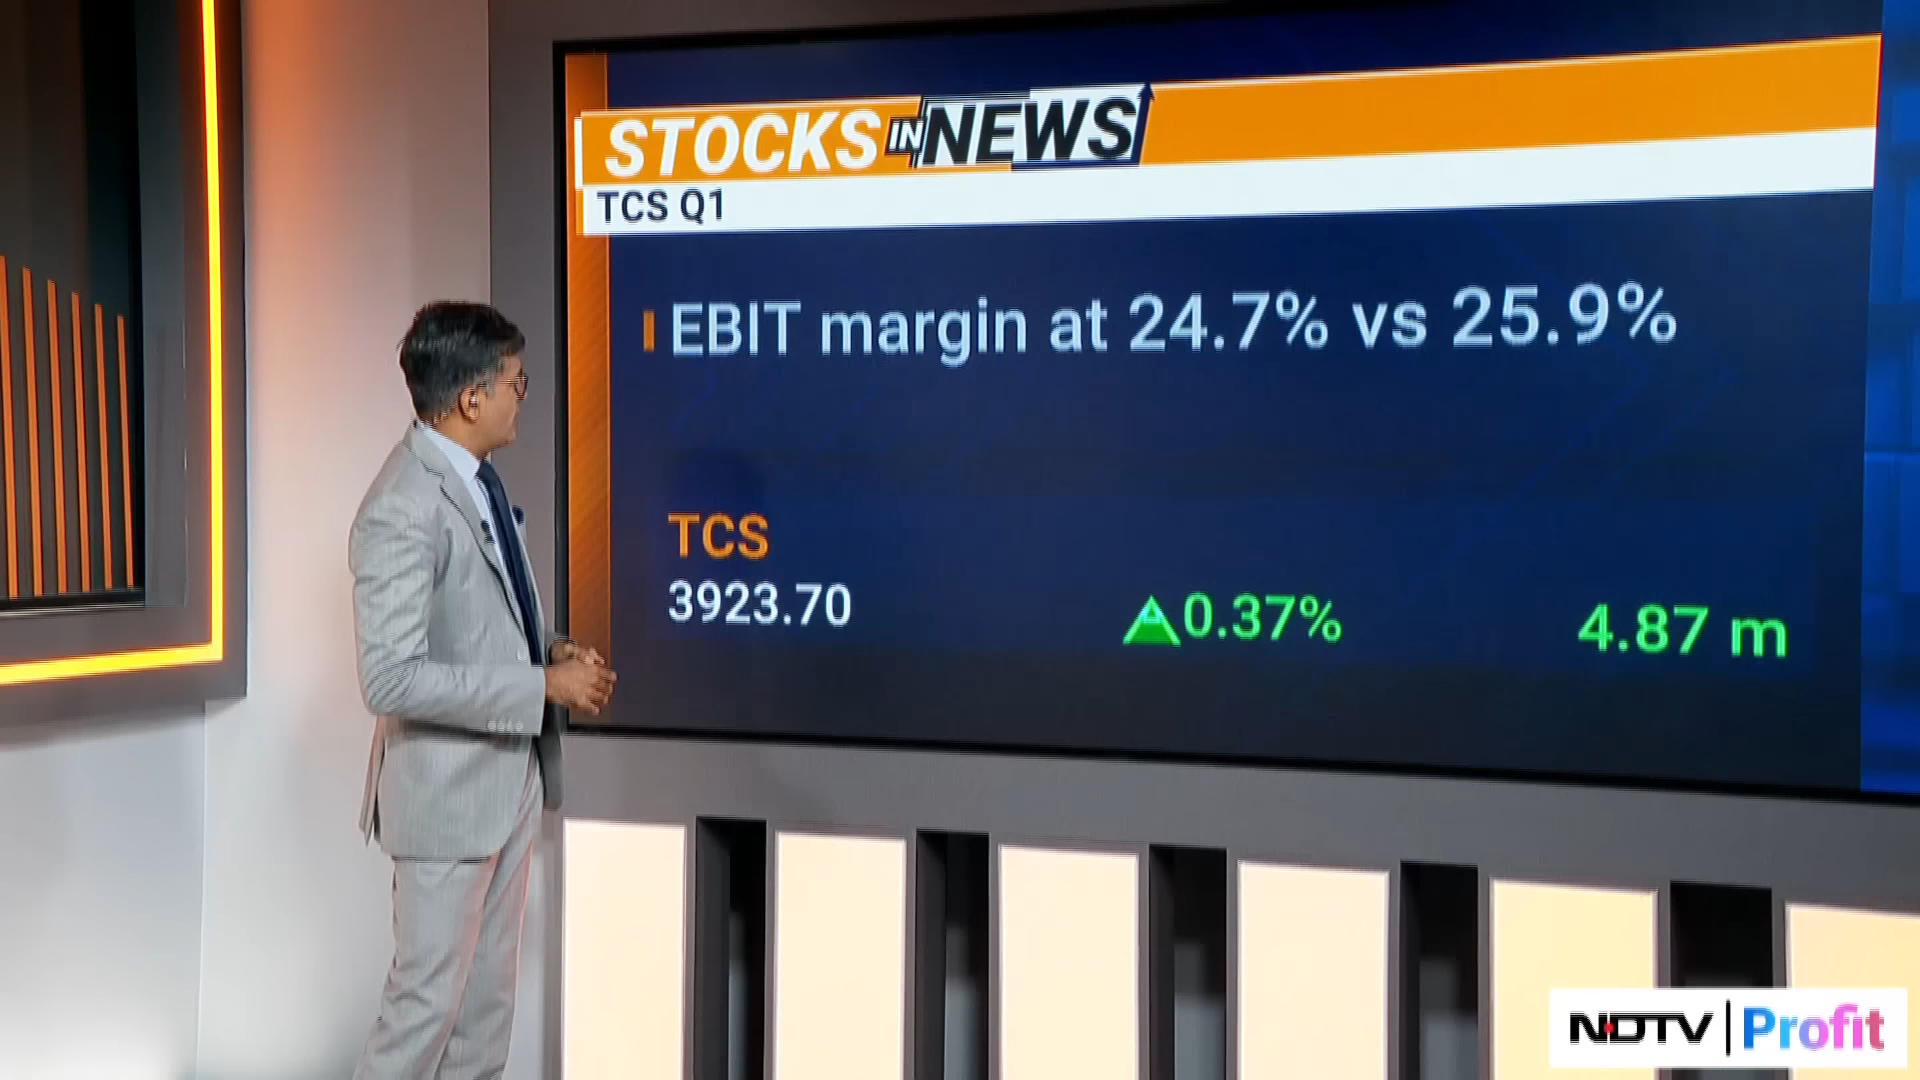 STOCKS IN NEWS
TCS Q1
EBIT margin at 24.7% vs 25.9%
TCS
3923.70
0.37%
4.87 m
NDTV Profit